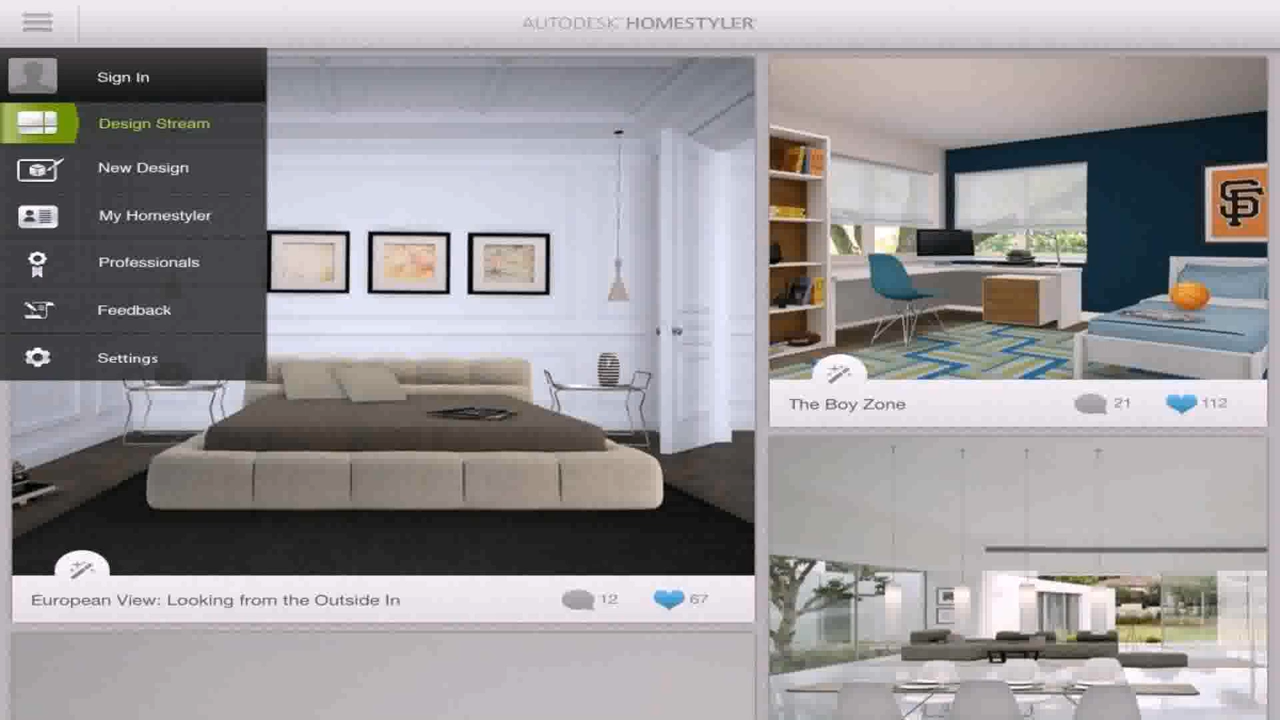 AUTODESK HOMESTYLER
Sign In
Design Stream
New Design
My Homestyler
Professionals
Feedback
Settings
SF
The Boy Zone
21
112
European View: Looking from the Outside In
12
67